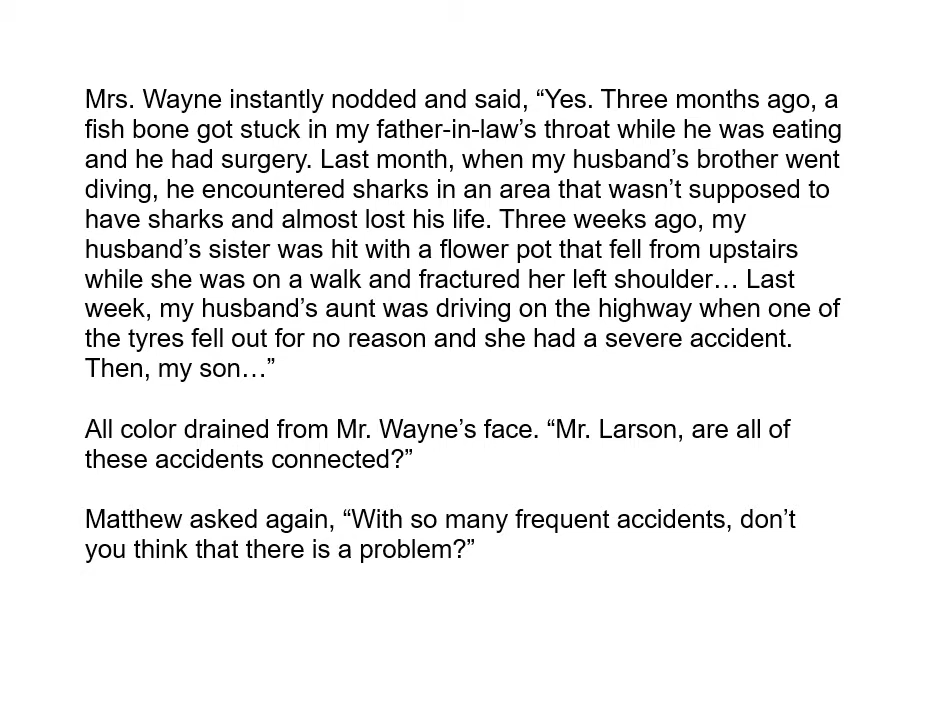 Mrs. Wayne instantly nodded and said, “Yes. Three months ago, a
fish bone got stuck in my father-in-law’s throat while he was eating
and he had surgery. Last month, when my husband’s brother went
diving, he encountered sharks in an area that wasn’t supposed to
have sharks and almost lost his life. Three weeks ago, my
husband’s sister was hit with a flower pot that fell from upstairs
while she was on a walk and fractured her left shoulder… Last
week, my husband’s aunt was driving on the highway when one of
the tyres fell out for no reason and she had a severe accident.
Then, my son…”
All color drained from Mr. Wayne’s face. “Mr. Larson, are all of
these accidents connected?”
Matthew asked again, “With so many frequent accidents, don’t
you think that there is a problem?”